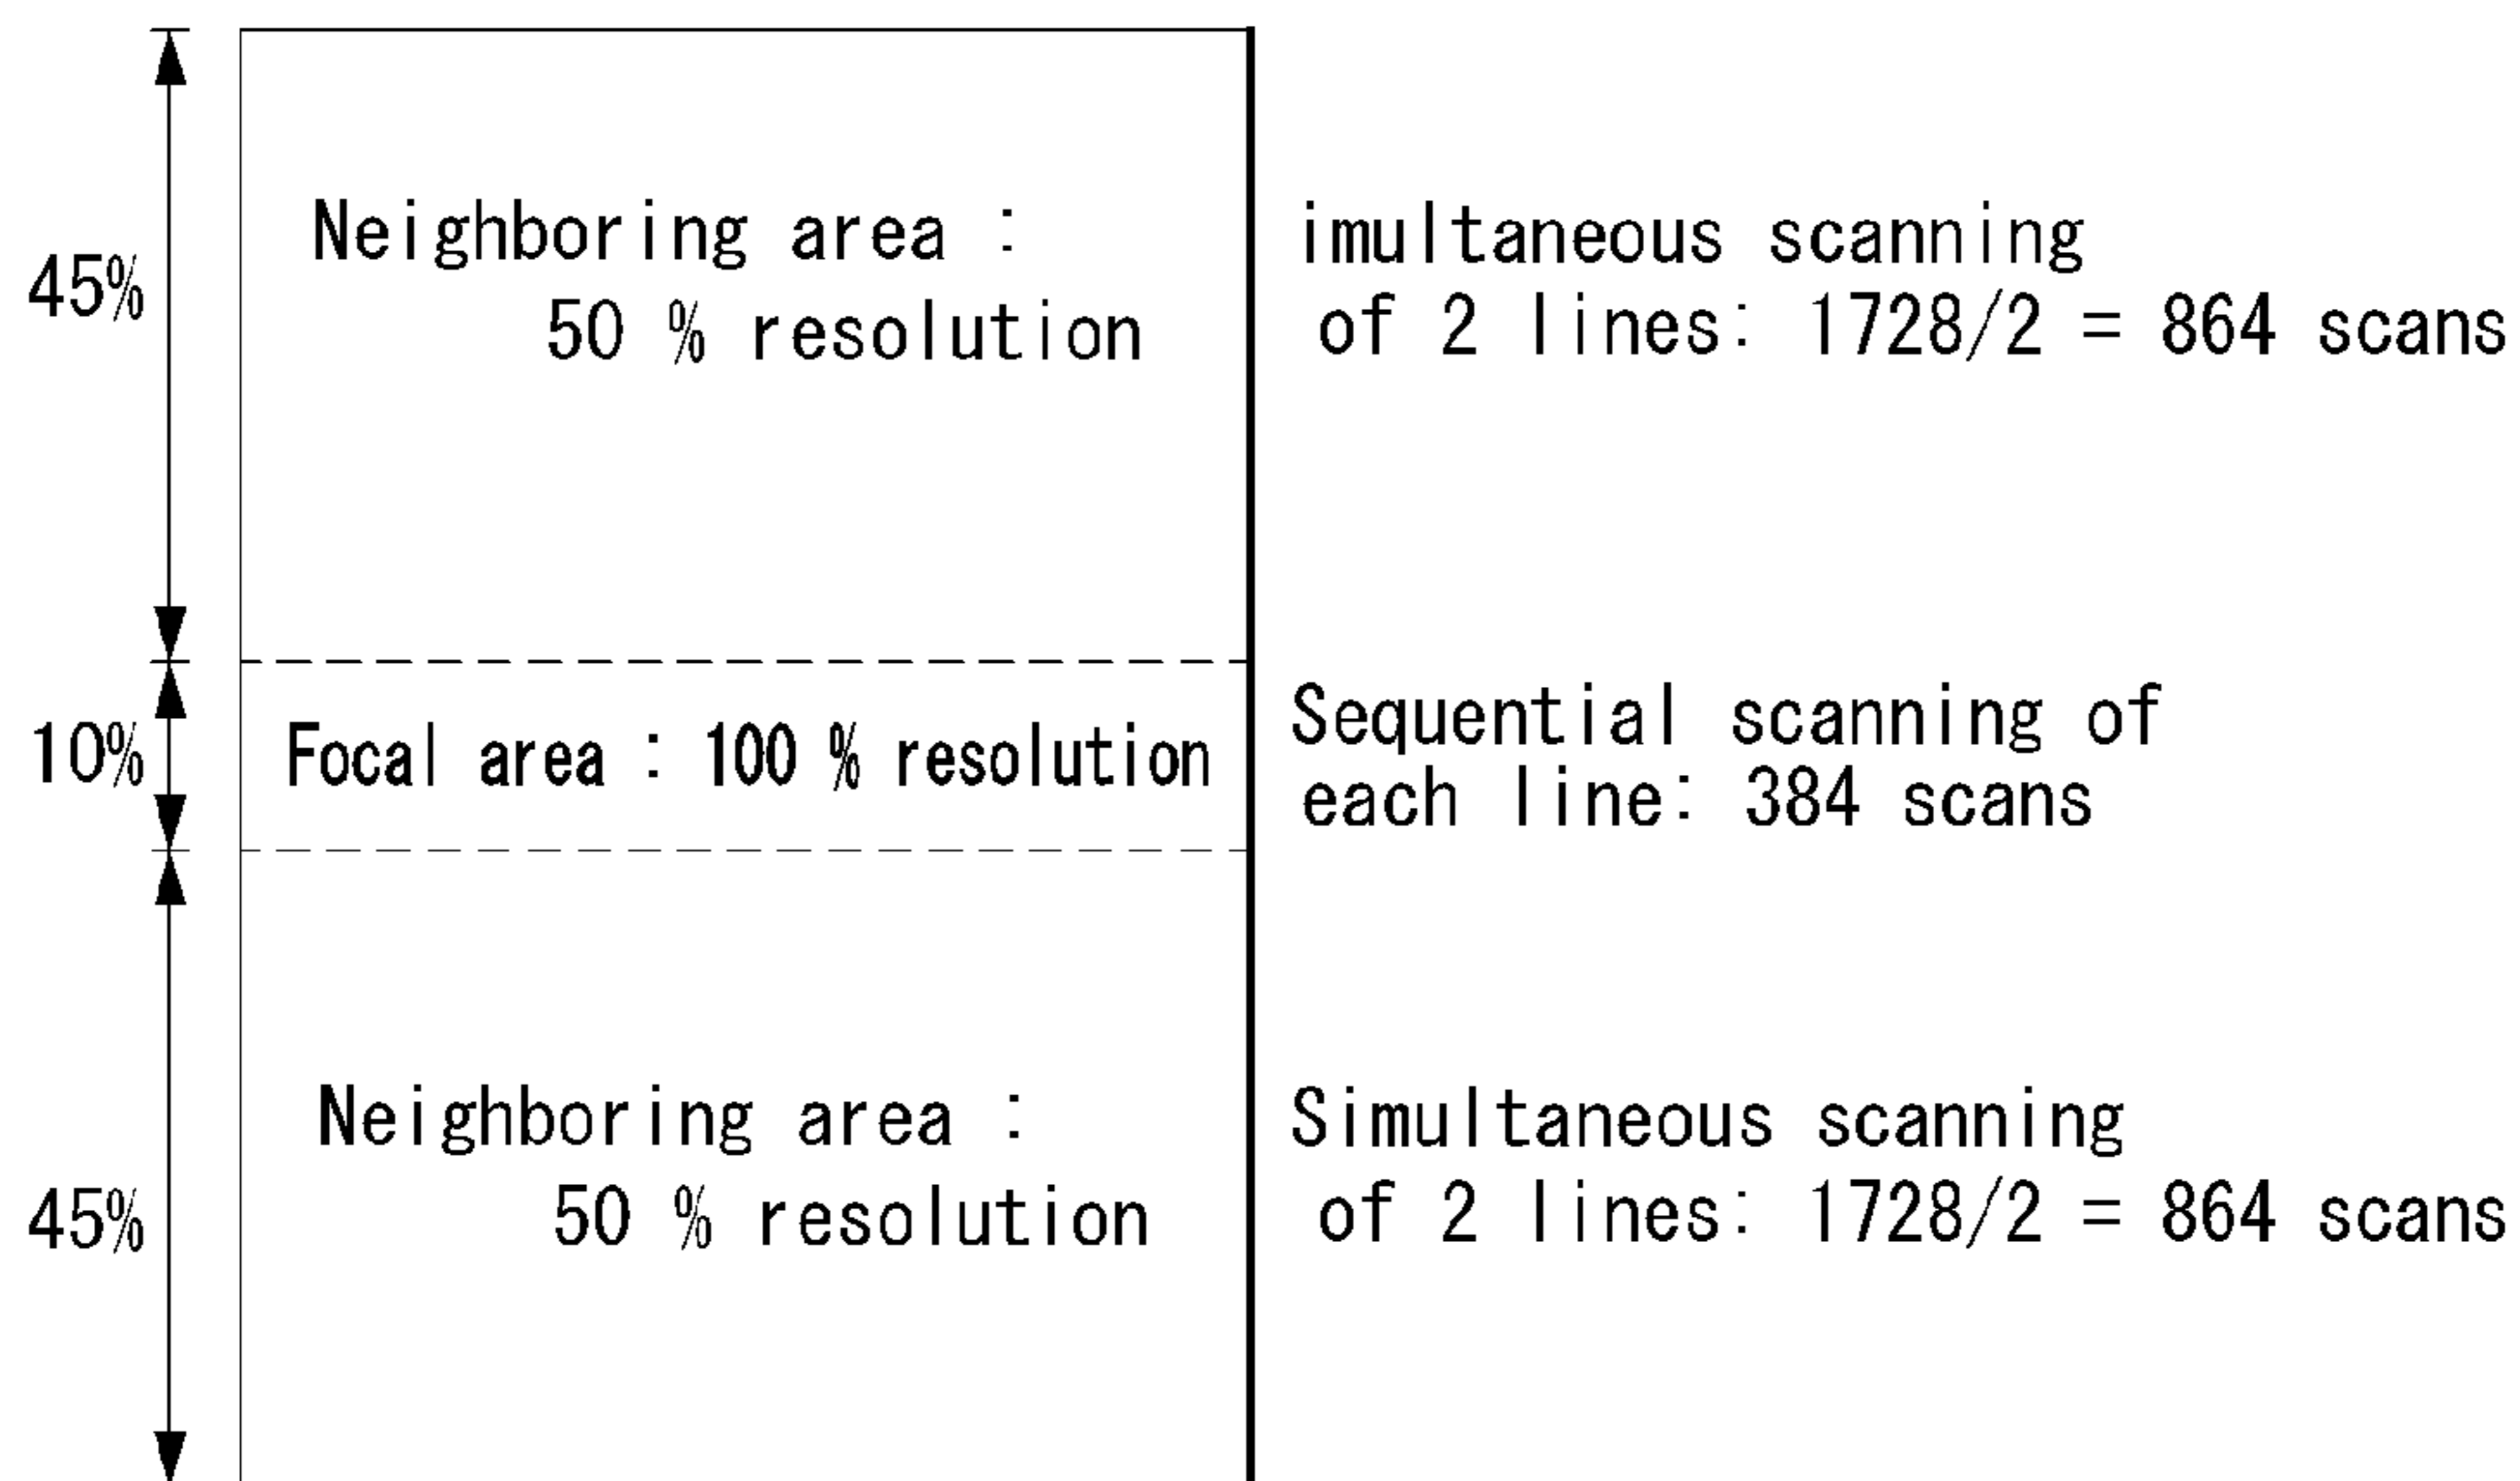 45%
Neighboring area :
50 % resolution
imultaneous scanning
of 2 lines: 1728/2 = 864 scans
10%
Focal area : 100 % resolution
Sequential scanning of
each line: 384 scans
45%
Neighboring area :
50 % resolution
Simultaneous scanning
of 2 lines: 1728/2 = 864 scans